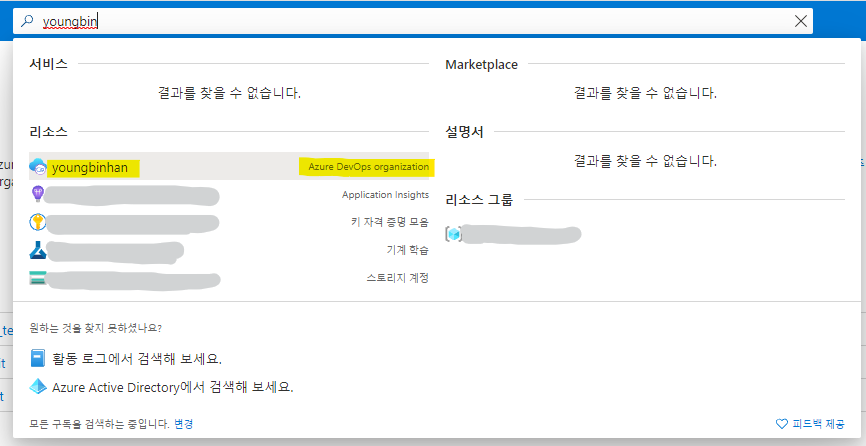 youngbin
서비스
결과를 찾을 수 없습니다.
리소스
youngbinhan Azure DevOps organization
Application Insights
키 자격 증명 모음
기계 학습
스토리지 계정
Marketplace
결과를 찾을 수 없습니다.
설명서
결과를 찾을 수 없습니다.
리소스 그룹
원하는 것을 찾지 못하셨나요?
활동 로그에서 검색해 보세요.
Azure Active Directory에서 검색해 보세요.
모든 구독을 검색하는 중입니다. 변경
피드백 제공